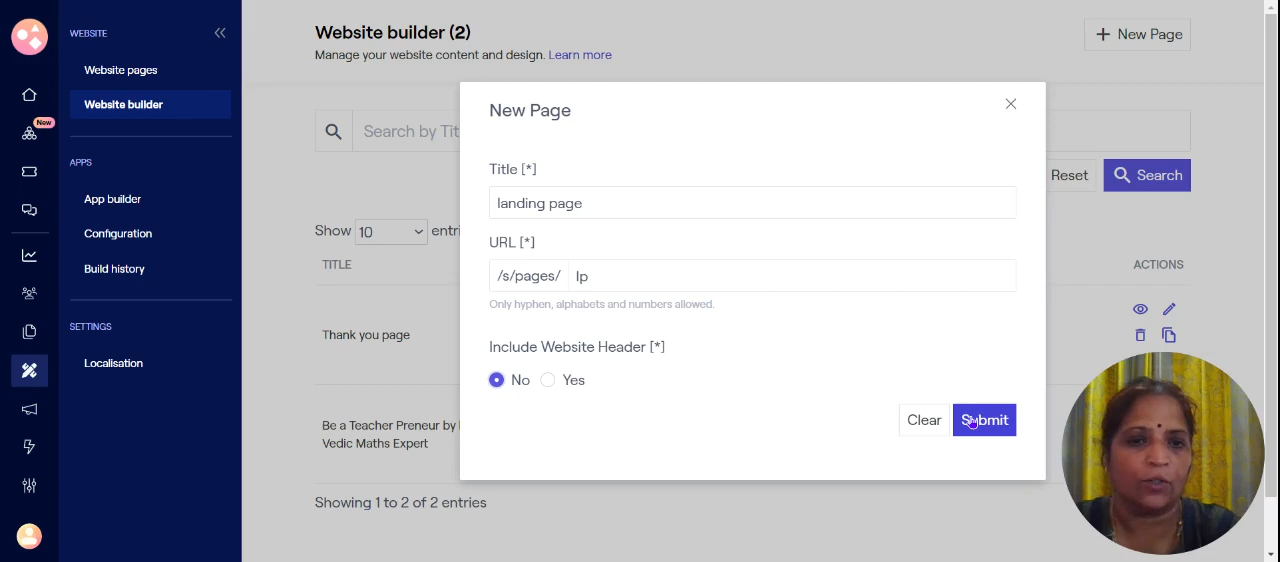 WEBSITE
Website pages
Website builder
New
APPS
App builder
Configuration
Build history
SETTINGS
Localisation
Website builder (2)
Manage your website content and design. Learn more
+ New Page
Search by Tit
Reset
Search
Show 10 entri
TITLE
ACTIONS
Thank you page
Be a Teacher Preneur by
Vedic Maths Expert
Showing 1 to 2 of 2 entries
New Page
Title [*]
landing page
URL [*]
/s/pages/ lp
Only hyphen, alphabets and numbers allowed.
Include Website Header [*]
No Yes
Clear Submit